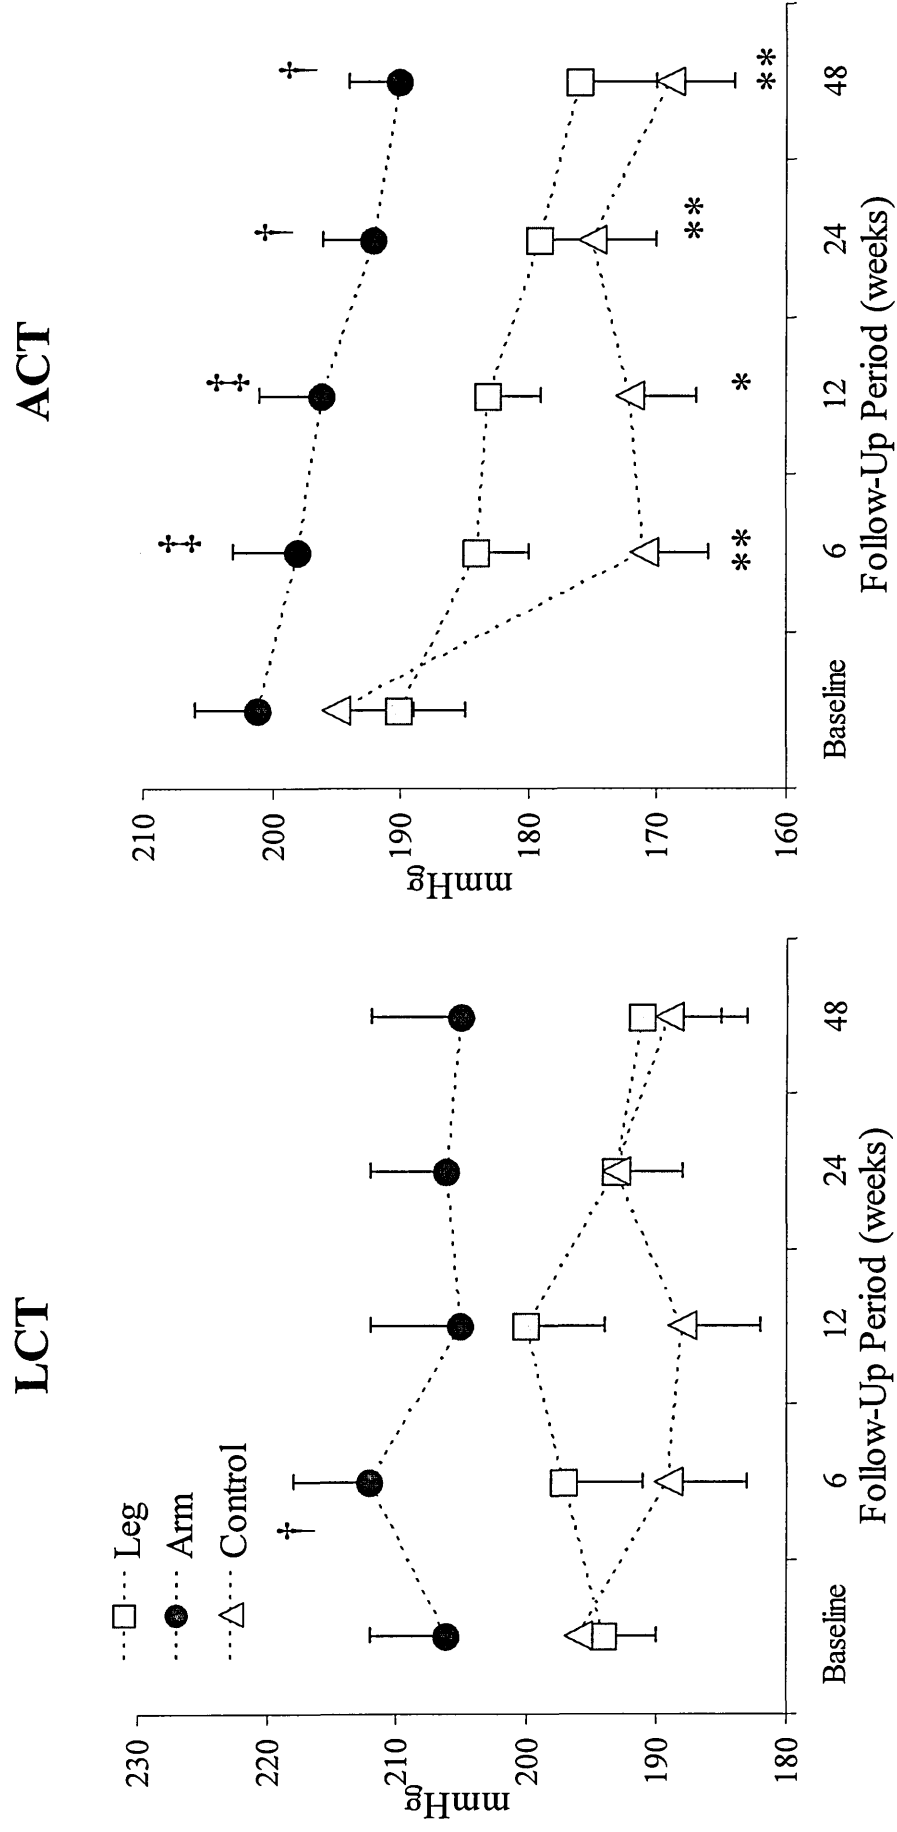 LCT
Leg
Arm
Control
†
230
220
210
200
190
180
mmHg
Baseline
6
12
24
48
Follow-Up Period (weeks)
ACT
‡‡
‡‡
†
†
210
200
190
180
170
160
mmHg
**
*
**
**
Baseline
6
12
24
48
Follow-Up Period (weeks)